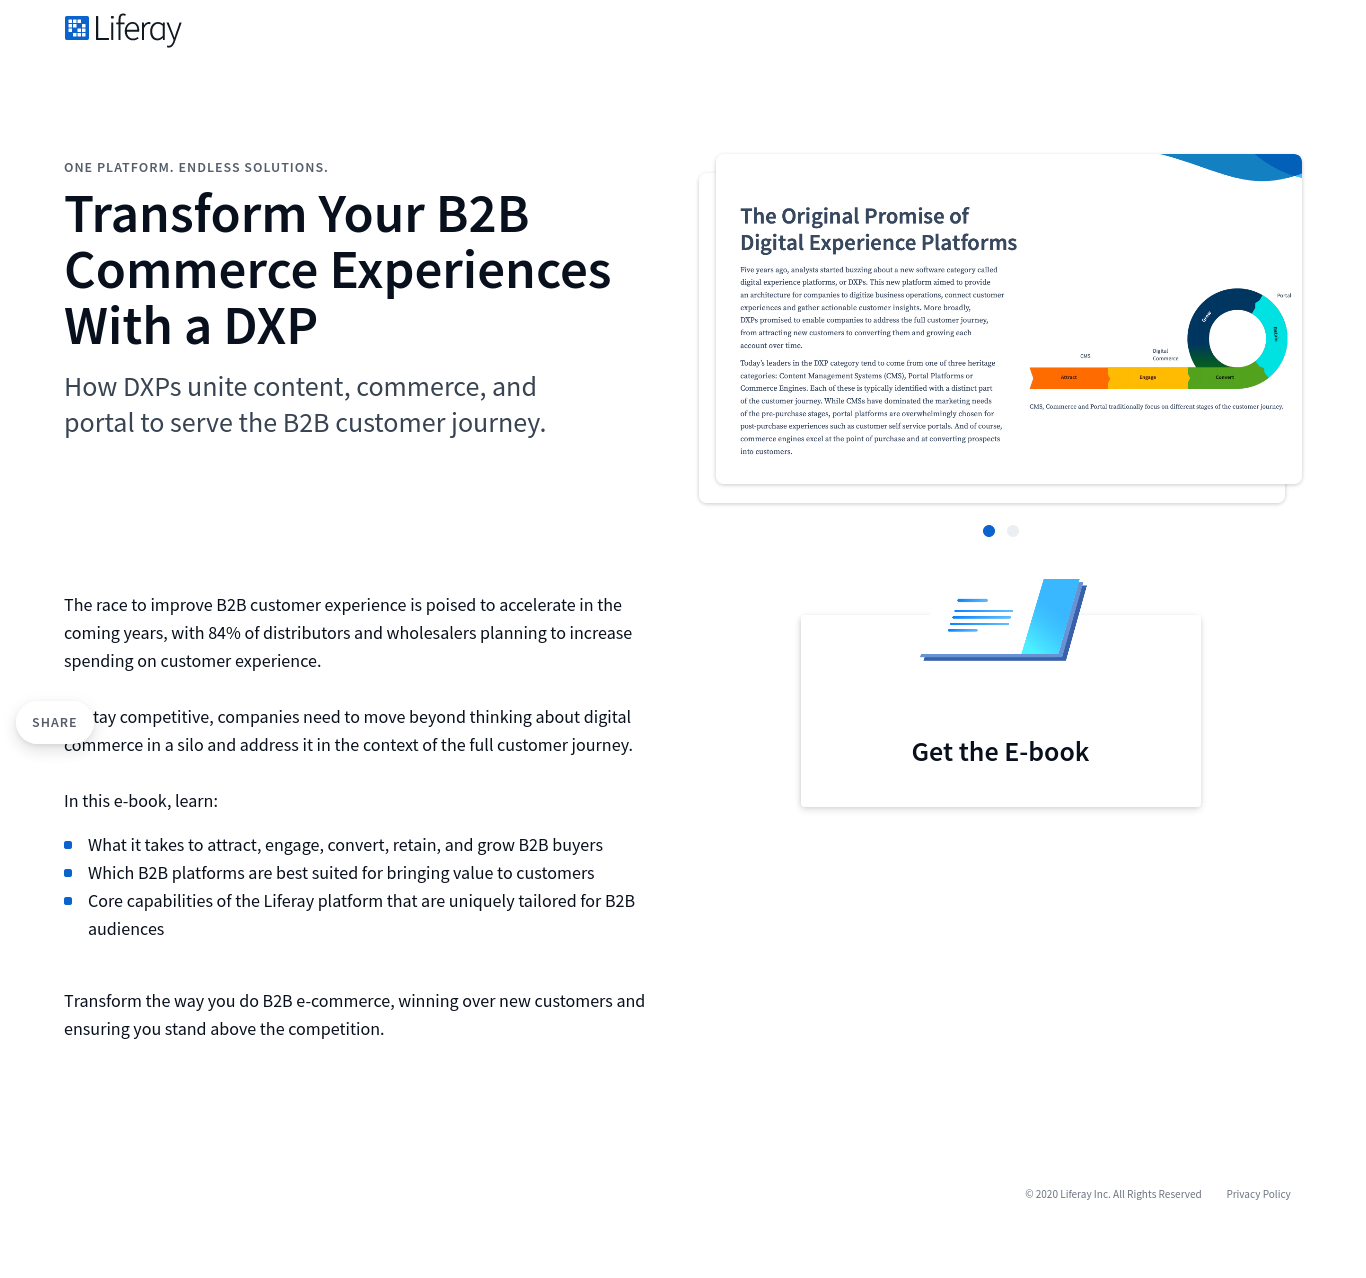 Liferay
ONE PLATFORM. ENDLESS SOLUTIONS.
Transform Your B2B
Commerce Experiences
With a DXP
How DXPs unite content, commerce, and
portal to serve the B2B customer journey.
The Original Promise of
Digital Experience Platforms
Five years ago, analysts started buzzing about a new software category called
digital experience platforms, or DXPs. This new platform aimed to provide
an architecture for companies to digitize business operations, connect customer
experiences and gather actionable customer insights. More broadly,
DXPs promised to enable companies to address the full customer journey,
from attracting new customers to converting them and growing each
account over time.
Today's leaders in the DXP category tend to come from one of three heritage
categories: Content Management Systems (CMS), Portal Platforms or
Commerce Engines. Each of these is typically identified with a distinct part
of the customer journey. While CMSs have dominated the marketing needs
of the pre-purchase stages, portal platforms are overwhelmingly chosen for
post-purchase experiences such as customer self service portals. And of course,
commerce engines excel at the point of purchase and at converting prospects
into customers.
CMS
Digital
Commerce
Portal
Attract
Engage
Convert
Grow
CMS, Commerce and Portal traditionally focus on different stages of the customer journey.
The race to improve B2B customer experience is poised to accelerate in the
coming years, with 84% of distributors and wholesalers planning to increase
spending on customer experience.
SHARE
tay competitive, companies need to move beyond thinking about digital
commerce in a silo and address it in the context of the full customer journey.
In this e-book, learn:
What it takes to attract, engage, convert, retain, and grow B2B buyers
Which B2B platforms are best suited for bringing value to customers
Core capabilities of the Liferay platform that are uniquely tailored for B2B
audiences
Transform the way you do B2B e-commerce, winning over new customers and
ensuring you stand above the competition.
Get the E-book
© 2020 Liferay Inc. All Rights Reserved
Privacy Policy